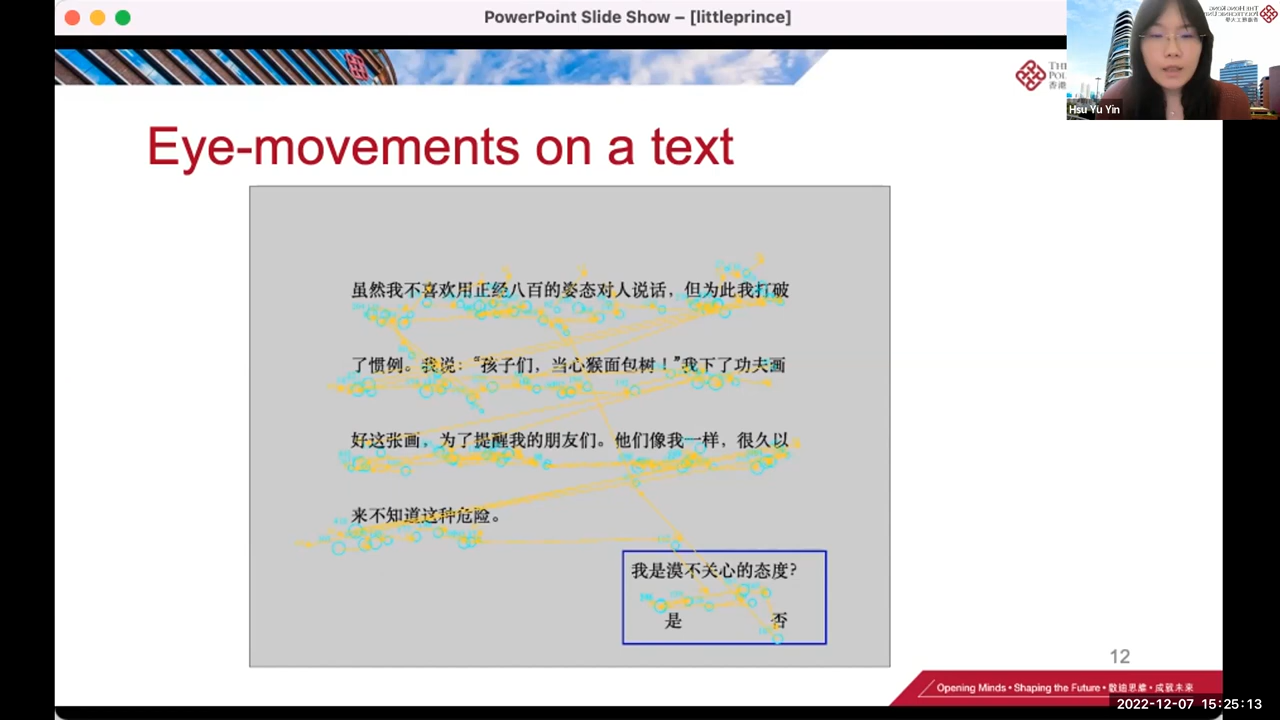 PowerPoint Slide Show – [littleprince]
Hsu Yu Yin
Eye-movements on a text
虽然我不喜欢用正经八百的姿态对人说话，但为此我打破
了惯例。我说：“孩子们，当心猴面包树！”我下了功夫画
好这张画，为了提醒我的朋友们。他们像我一样，很久以
来不知道这种危险。
我是漠不关心的态度?
是 否
12
Opening Minds • Shaping the Future • 啟迪思維 • 成就未來
2022-12-07 15:25:13